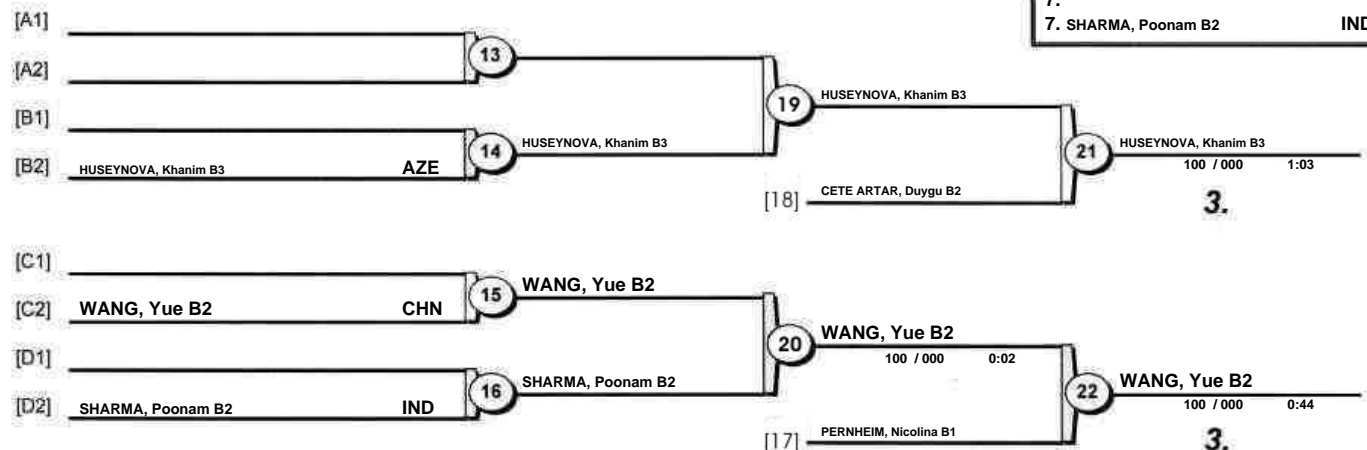 7.
7. SHARMA, Poonam B2 IND
[A1]
13
[A2]
19 HUSEYNOVA, Khanim B3
[B1]
14 HUSEYNOVA, Khanim B3
21 HUSEYNOVA, Khanim B3
100 / 000 1:03
[B2] HUSEYNOVA, Khanim B3 AZE
[18] CETE ARTAR, Duygu B2
3.
[C1]
15 WANG, Yue B2
[C2] WANG, Yue B2 CHN
20 WANG, Yue B2
100 / 000 0:02
[D1]
16 SHARMA, Poonam B2
22 WANG, Yue B2
100 / 000 0:44
[D2] SHARMA, Poonam B2 IND
[17] PERNHEIM, Nicolina B1
3.